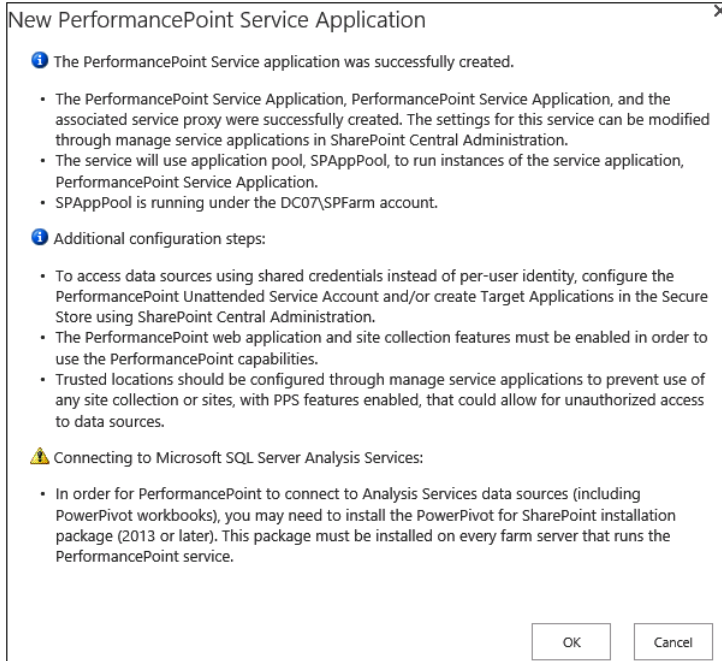 New PerformancePoint Service Application
The PerformancePoint Service application was successfully created.
• The PerformancePoint Service Application, PerformancePoint Service Application, and the
associated service proxy were successfully created. The settings for this service can be modified
through manage service applications in SharePoint Central Administration.
• The service will use application pool, SPAppPool, to run instances of the service application,
PerformancePoint Service Application.
• SPAppPool is running under the DC07\SPFarm account.
Additional configuration steps:
• To access data sources using shared credentials instead of per-user identity, configure the
PerformancePoint Unattended Service Account and/or create Target Applications in the Secure
Store using SharePoint Central Administration.
• The PerformancePoint web application and site collection features must be enabled in order to
use the PerformancePoint capabilities.
• Trusted locations should be configured through manage service applications to prevent use of
any site collection or sites, with PPS features enabled, that could allow for unauthorized access
to data sources.
Connecting to Microsoft SQL Server Analysis Services:
• In order for PerformancePoint to connect to Analysis Services data sources (including
PowerPivot workbooks), you may need to install the PowerPivot for SharePoint installation
package (2013 or later). This package must be installed on every farm server that runs the
PerformancePoint service.
OK Cancel